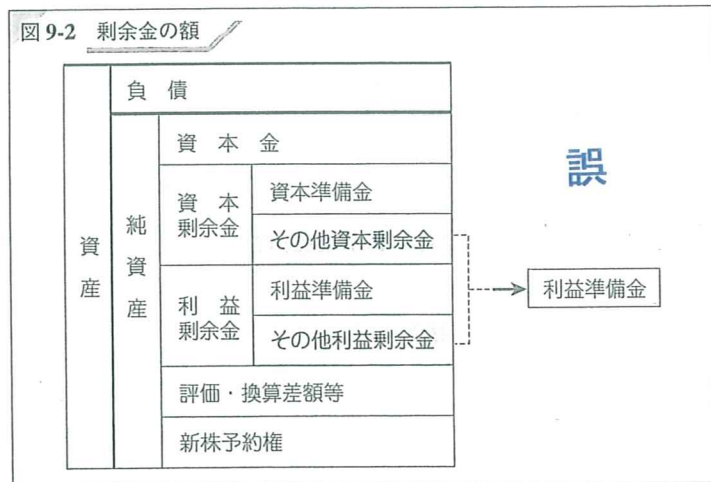 図 9-2 剰余金の額
負 債
資 本 金
誤
資 本
剰余金
資本準備金
その他資本剰余金
資
産
純
資
産
利 益
剰余金
利益準備金
その他利益剰余金
利益準備金
評価・換算差額等
新株予約権